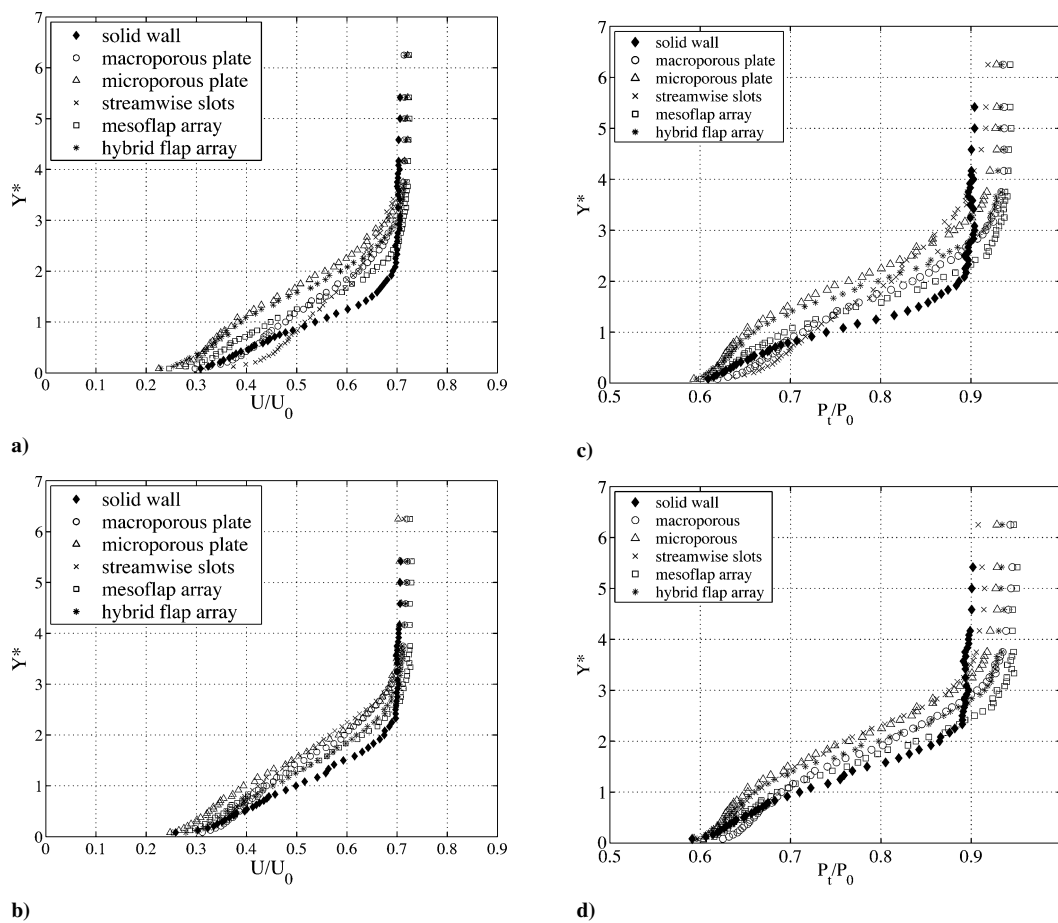 7
6
5
4
3
2
1
0
Y*
solid wall
macroporous plate
microporous plate
streamwise slots
mesoflap array
hybrid flap array
0 0.1 0.2 0.3 0.4 0.5 0.6 0.7 0.8 0.9
U/U0
a)
7
6
5
4
3
2
1
0
Y*
solid wall
macroporous plate
microporous plate
streamwise slots
mesoflap array
hybrid flap array
0.6 0.7 0.8 0.9
Pt/P0
c)
7
6
5
4
3
2
1
0
Y*
solid wall
macroporous plate
microporous plate
streamwise slots
mesoflap array
hybrid flap array
0 0.1 0.2 0.3 0.4 0.5 0.6 0.7 0.8 0.9
U/U0
b)
7
6
5
4
3
2
1
0
Y*
solid wall
macroporous
microporous
streamwise slots
mesoflap array
hybrid flap array
0.5 0.6 0.7 0.8 0.9
Pt/P0
d)